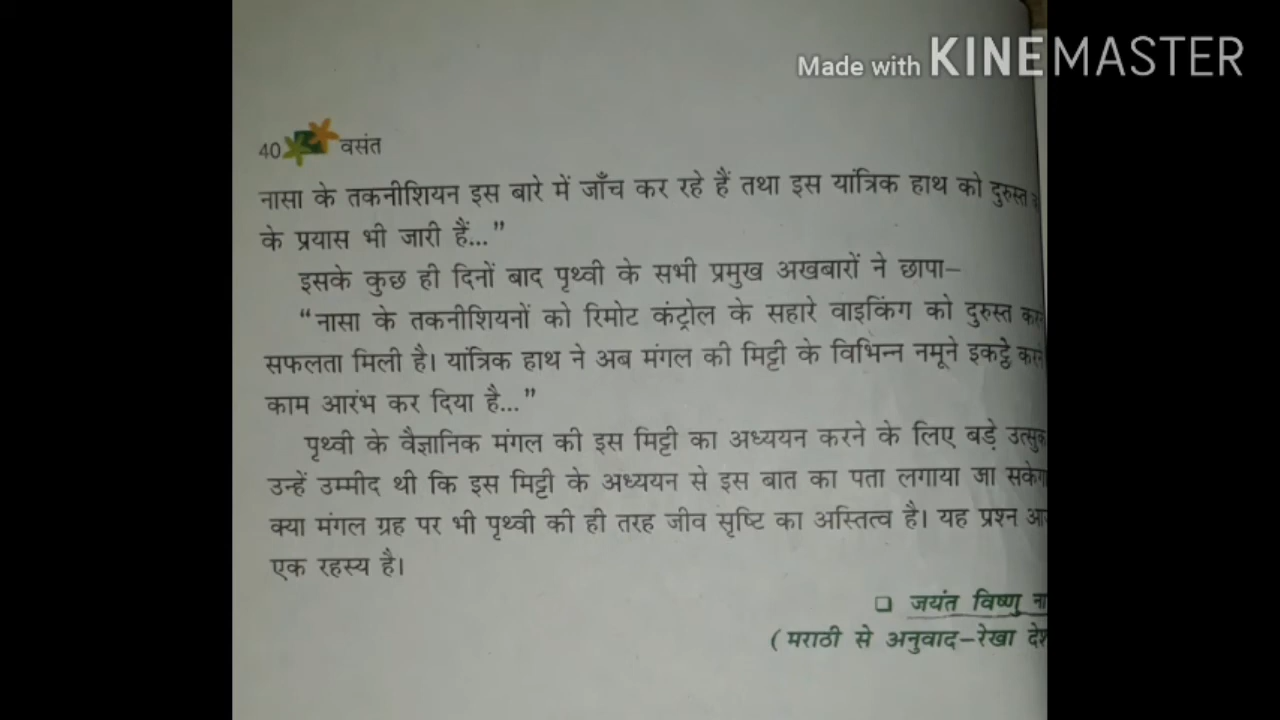 Made with KINEMASTER
40 वसंत
नासा के तकनीशियन इस बारे में जाँच कर रहे हैं तथा इस यांत्रिक हाथ को दुरुस्त
के प्रयास भी जारी हैं...”
इसके कुछ ही दिनों बाद पृथ्वी के सभी प्रमुख अखबारों ने छापा–
“नासा के तकनीशियनों को रिमोट कंट्रोल के सहारे वाइकिंग को दुरुस्त
सफलता मिली है। यांत्रिक हाथ ने अब मंगल की मिट्टी के विभिन्न नमूने इकट्ठे
काम आरंभ कर दिया है...”
पृथ्वी के वैज्ञानिक मंगल की इस मिट्टी का अध्ययन करने के लिए बड़े
उन्हें उम्मीद थी कि इस मिट्टी के अध्ययन से इस बात का पता लगाया जा
क्या मंगल ग्रह पर भी पृथ्वी की ही तरह जीव सृष्टि का अस्तित्व है। यह प्रश्न
एक रहस्य है।
❑ जयंत विष्णु
(मराठी से अनुवाद–रेखा